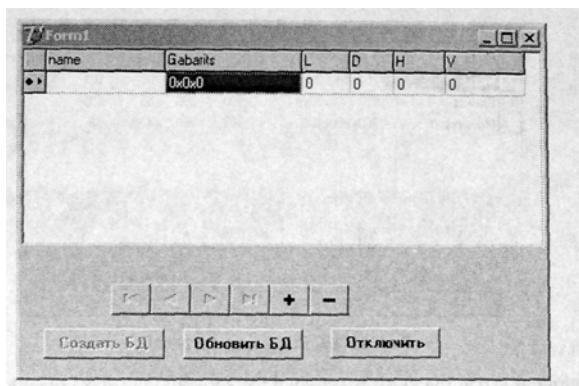 Form1
name Gabarits L D H V
0x0x0 0 0 0 0
Создать БД Обновить БД Отключить